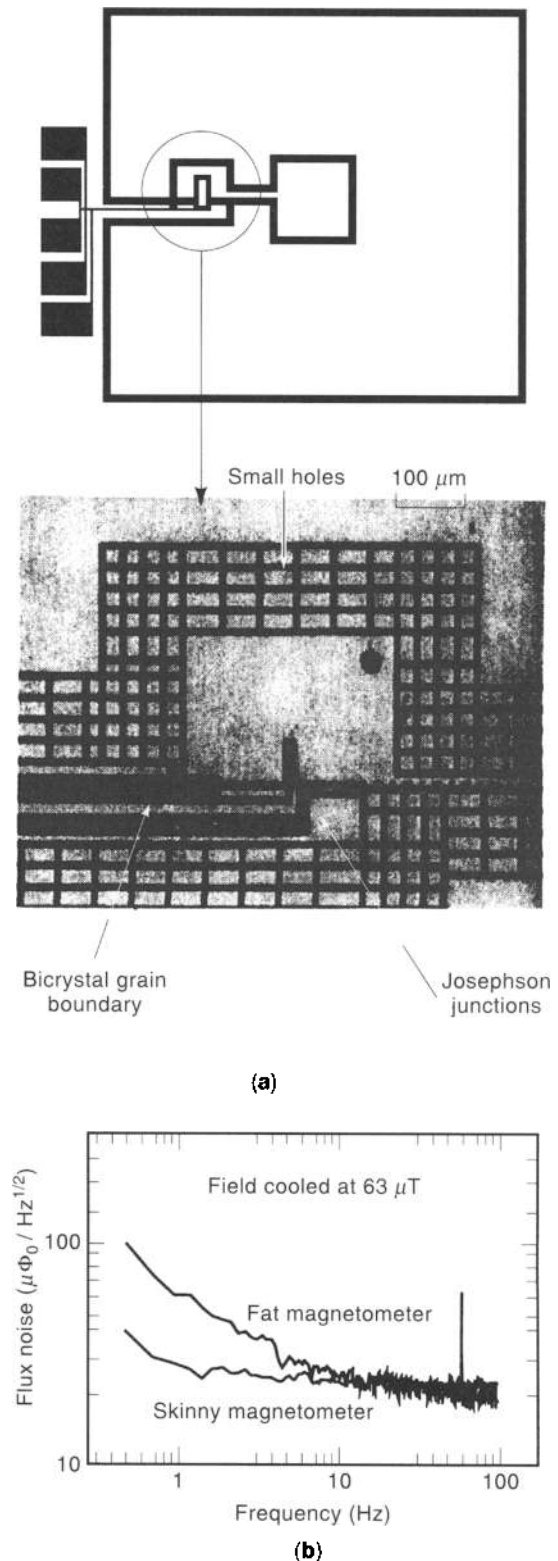 Small holes
100 μm
Bicrystal grain
boundary
Josephson
junctions
(a)
Flux noise (μΦ₀ / Hz¹/²)
100
10
Field cooled at 63 μT
Fat magnetometer
Skinny magnetometer
1
10
100
Frequency (Hz)
(b)